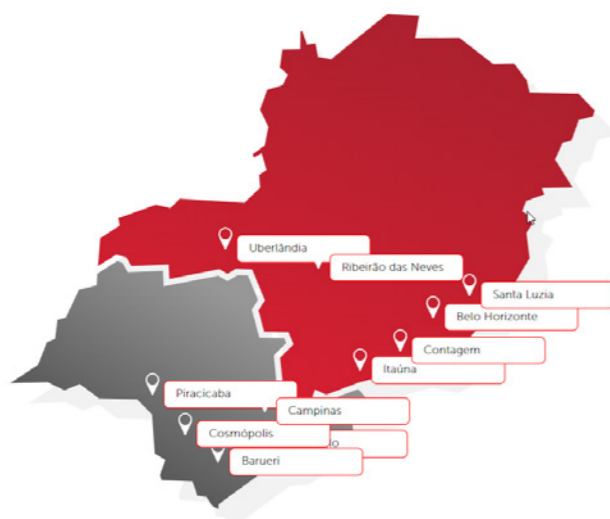 Uberlândia
Ribeirão das Neves
Santa Luzia
Belo Horizonte
Contagem
Itaúna
Piracicaba
Campinas
Cosmópolis
Barueri